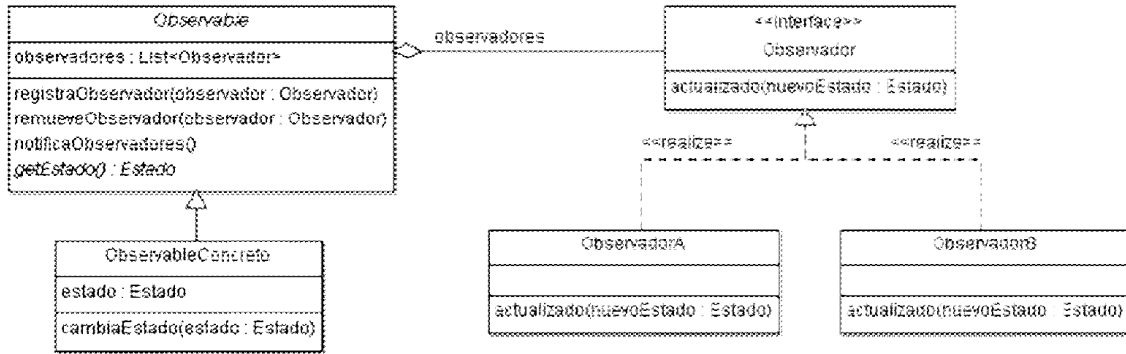 Observable
observadores : List<Observador>
registraObservador(observador : Observador)
remueveObservador(observador : Observador)
notificaObservadores()
getEstado() : Estado
observadores
<<interface>>
Observador
actualizado(nuevoEstado : Estado)
<<realize>>
<<realize>>
ObservableConcreto
estado : Estado
cambiaEstado(estado : Estado)
ObservadorA
actualizado(nuevoEstado : Estado)
ObservadorB
actualizado(nuevoEstado : Estado)